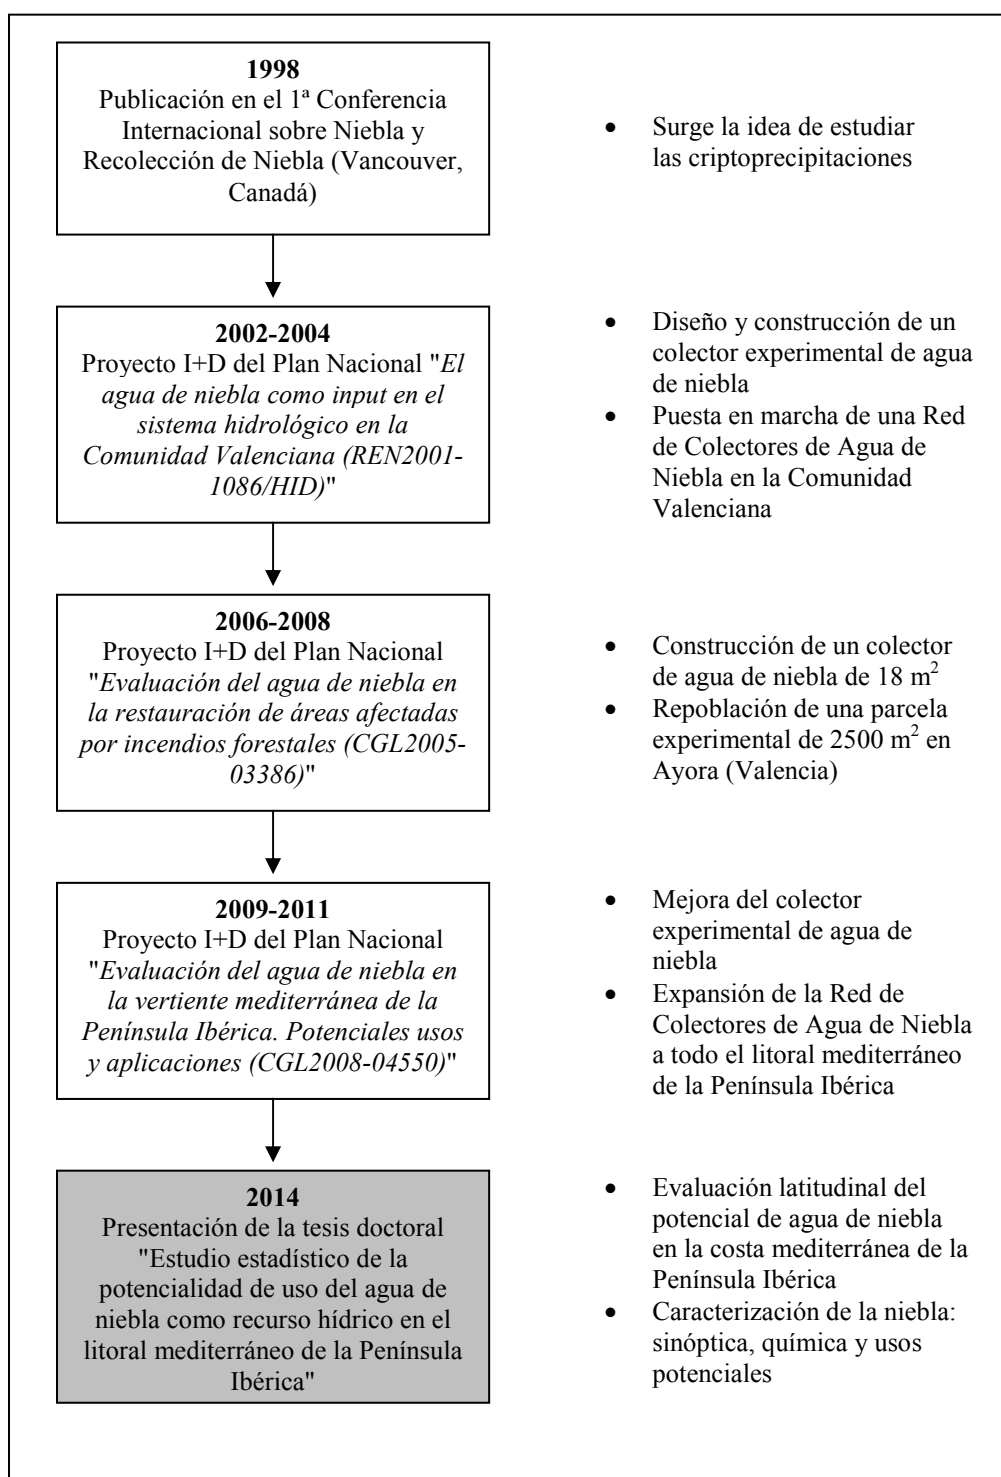 1998
Publicación en el 1ª Conferencia
Internacional sobre Niebla y
Recolección de Niebla (Vancouver,
Canadá)
• Surge la idea de estudiar
las criptoprecipitaciones
2002-2004
Proyecto I+D del Plan Nacional "El
agua de niebla como input en el
sistema hidrológico en la
Comunidad Valenciana (REN2001-
1086/HID)"
• Diseño y construcción de un
colector experimental de agua
de niebla
• Puesta en marcha de una Red
de Colectores de Agua de
Niebla en la Comunidad
Valenciana
2006-2008
Proyecto I+D del Plan Nacional
"Evaluación del agua de niebla en
la restauración de áreas afectadas
por incendios forestales (CGL2005-
03386)"
• Construcción de un colector
de agua de niebla de 18 m²
• Repoblación de una parcela
experimental de 2500 m² en
Ayora (Valencia)
2009-2011
Proyecto I+D del Plan Nacional
"Evaluación del agua de niebla en
la vertiente mediterránea de la
Península Ibérica. Potenciales usos
y aplicaciones (CGL2008-04550)"
• Mejora del colector
experimental de agua de
niebla
• Expansión de la Red de
Colectores de Agua de Niebla
a todo el litoral mediterráneo
de la Península Ibérica
2014
Presentación de la tesis doctoral
"Estudio estadístico de la
potencialidad de uso del agua de
niebla como recurso hídrico en el
litoral mediterráneo de la Península
Ibérica"
• Evaluación latitudinal del
potencial de agua de niebla
en la costa mediterránea de la
Península Ibérica
• Caracterización de la niebla:
sinóptica, química y usos
potenciales